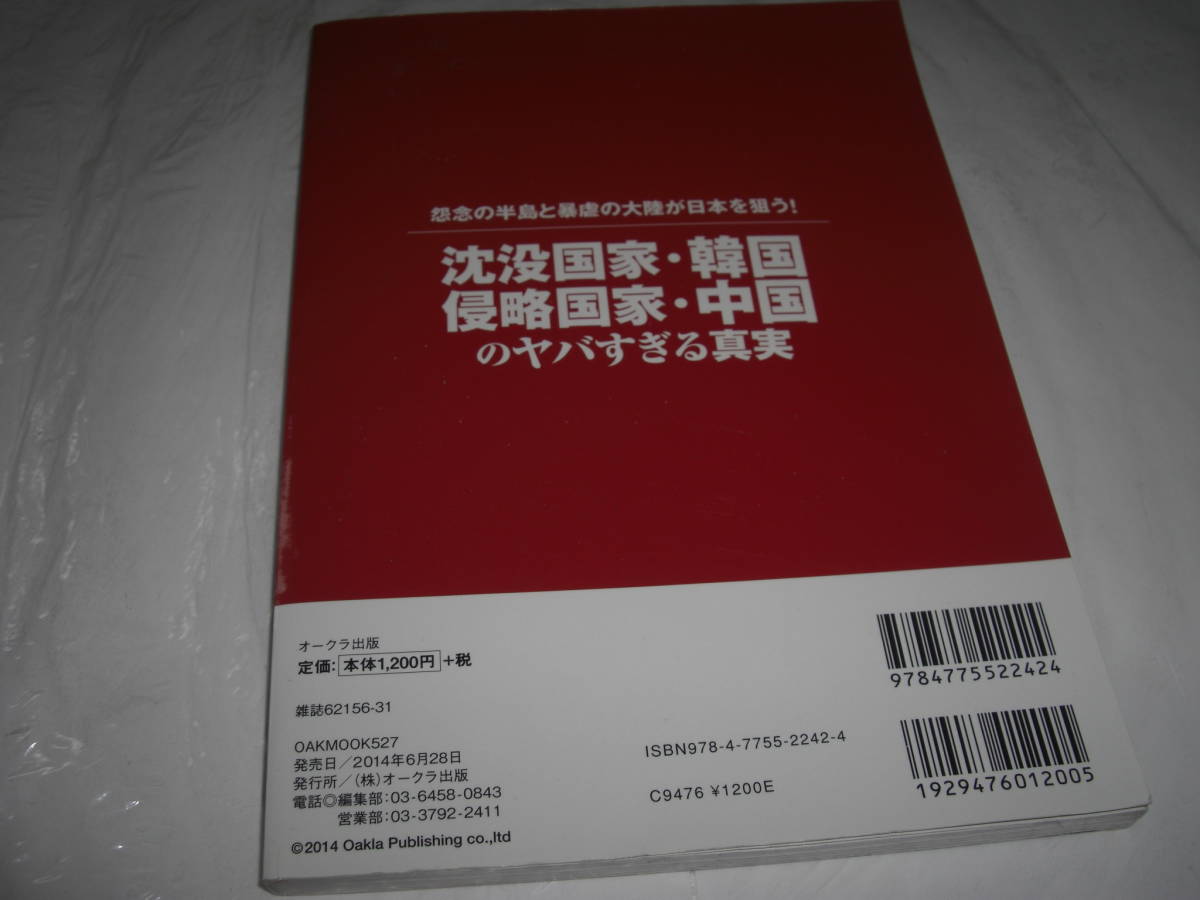 怨念の半島と暴虐の大陸が日本を狙う!
沈没国家・韓国
侵略国家・中国
のヤバすぎる真実
オークラ出版
定価:本体1,200円+税
雑誌62156-31
OAKMOOK527
発売日/2014年6月28日
発行所/(株)オークラ出版
電話◎編集部:03-6458-0843
営業部:03-3792-2411
©2014 Oakla Publishing co.,ltd
ISBN978-4-7755-2242-4
C9476 ¥1200E
9784775522424
1929476012005